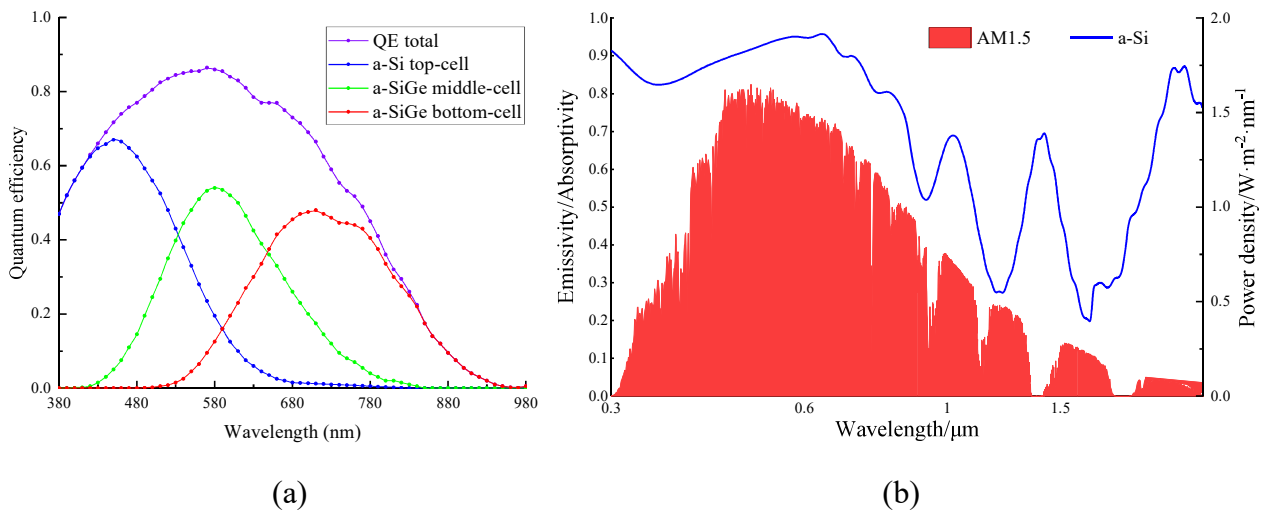 1.0
0.8
0.6
0.4
0.2
0.0
Quantum efficiency
QE total
a-Si top-cell
a-SiGe middle-cell
a-SiGe bottom-cell
380 480 580 680 780 880 980
Wavelength (nm)
(a)
1.0
0.9
0.8
0.7
0.6
0.5
0.4
0.3
0.2
0.1
0.0
Emissivity/Absorptivity
AM1.5 a-Si
2.0
1.5
1.0
0.5
0.0
Power density/W·m⁻²·nm⁻¹
0.3 0.6 1 1.5
Wavelength/μm
(b)